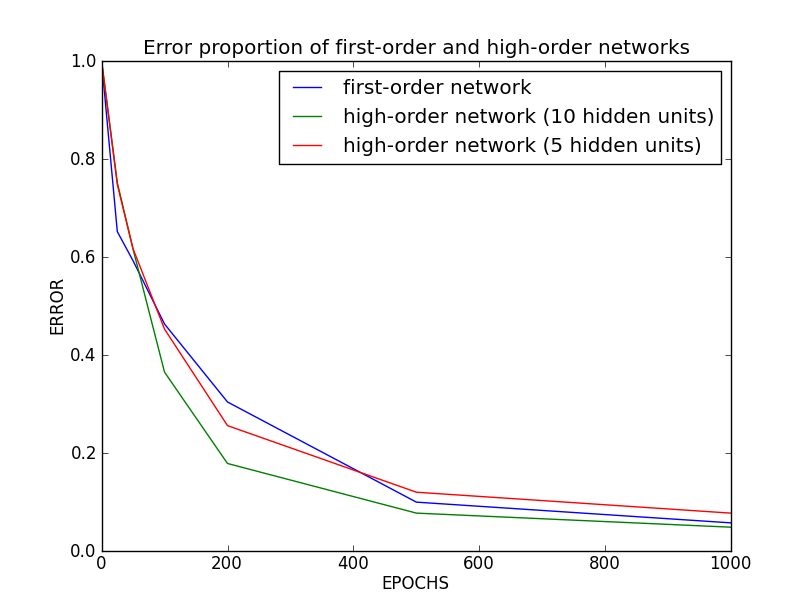 Error proportion of first-order and high-order networks
first-order network
high-order network (10 hidden units)
high-order network (5 hidden units)
ERROR
1.0
0.8
0.6
0.4
0.2
0.0
0 200 400 600 800 1000
EPOCHS